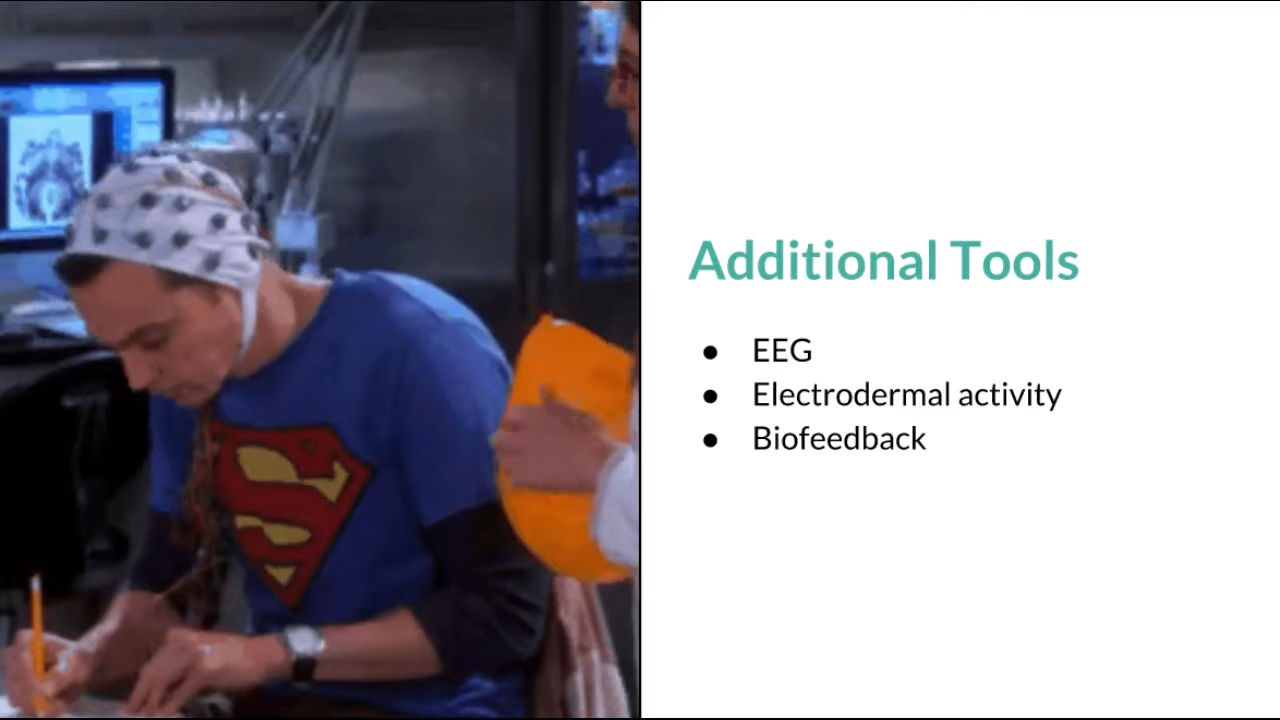 Additional Tools
● EEG
● Electrodermal activity
● Biofeedback